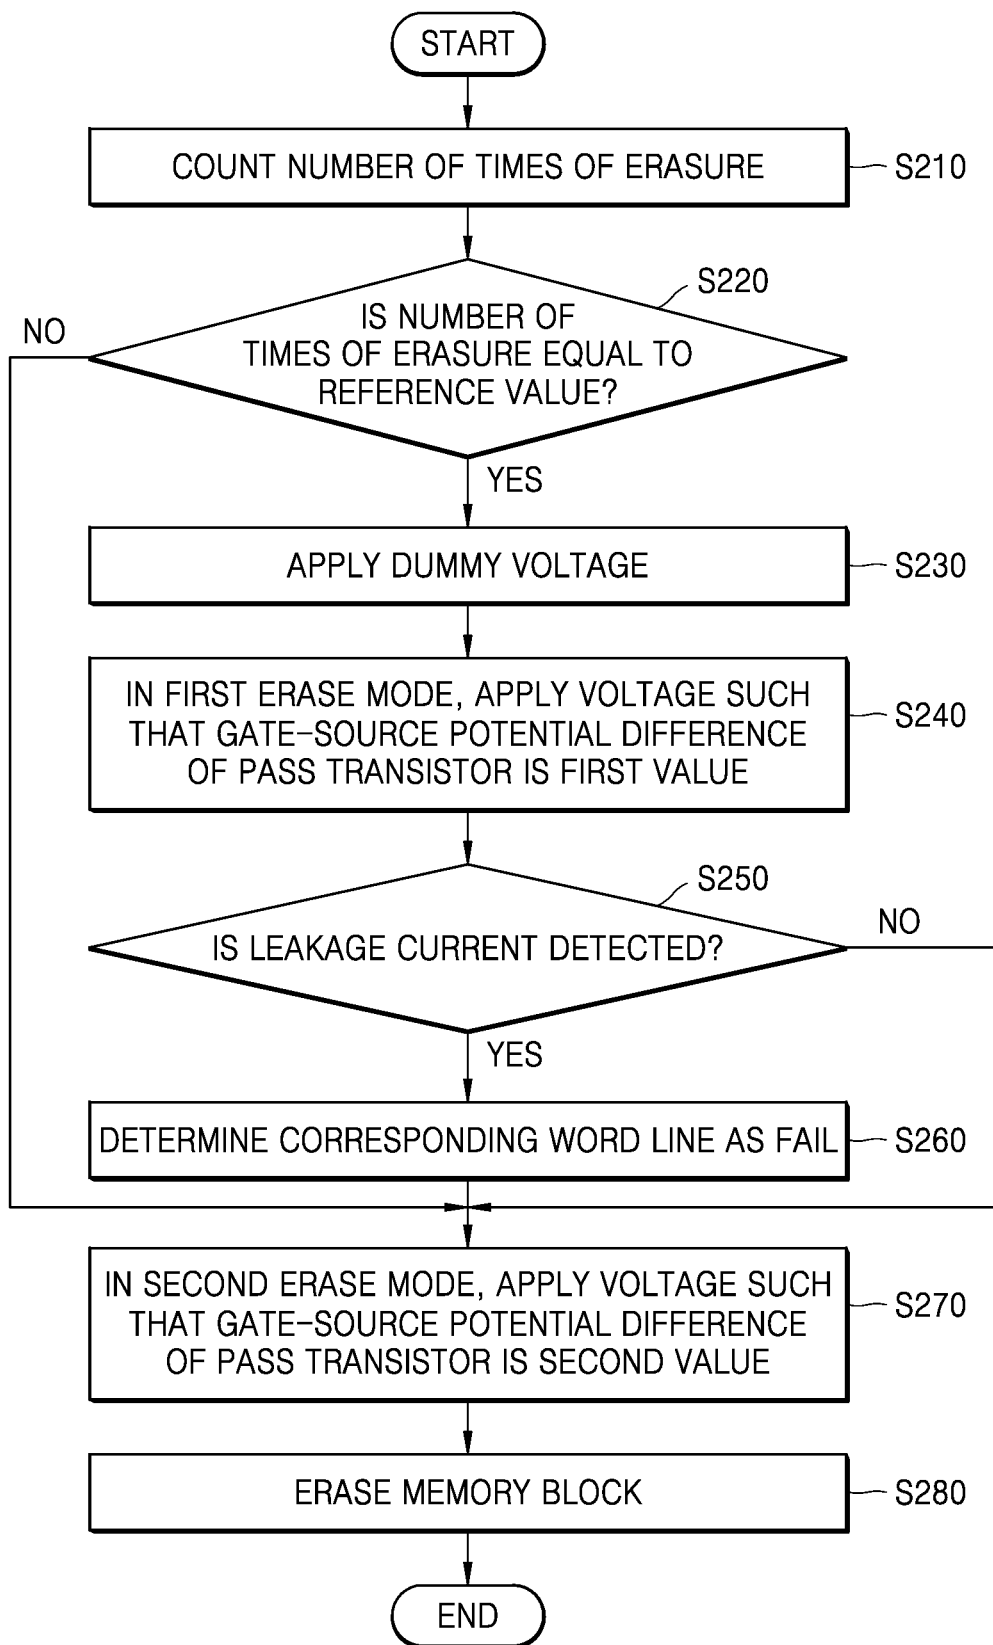 START
COUNT NUMBER OF TIMES OF ERASURE
S210
S220
IS NUMBER OF
TIMES OF ERASURE EQUAL TO
REFERENCE VALUE?
NO
YES
APPLY DUMMY VOLTAGE
S230
IN FIRST ERASE MODE, APPLY VOLTAGE SUCH
THAT GATE-SOURCE POTENTIAL DIFFERENCE
OF PASS TRANSISTOR IS FIRST VALUE
S240
S250
IS LEAKAGE CURRENT DETECTED?
NO
YES
DETERMINE CORRESPONDING WORD LINE AS FAIL
S260
IN SECOND ERASE MODE, APPLY VOLTAGE SUCH
THAT GATE-SOURCE POTENTIAL DIFFERENCE
OF PASS TRANSISTOR IS SECOND VALUE
S270
ERASE MEMORY BLOCK
S280
END